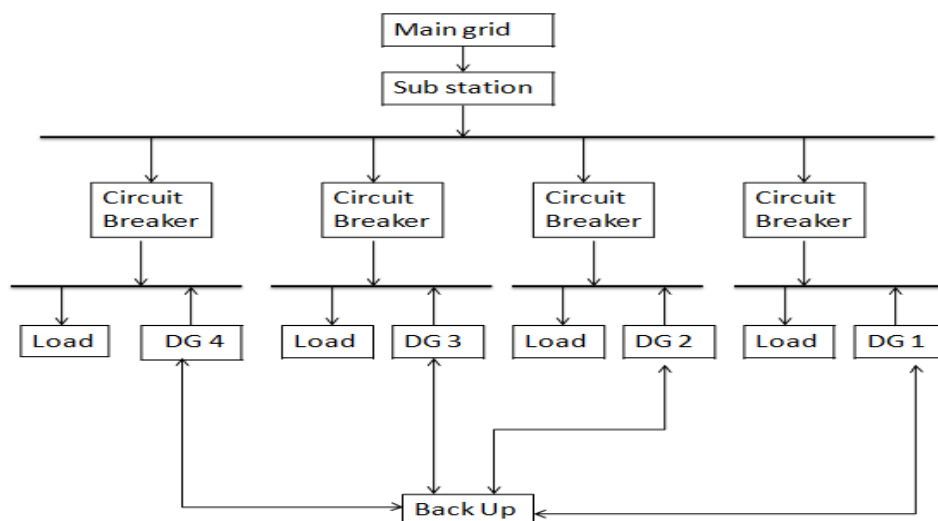 Main grid
Sub station
Circuit
Breaker
Circuit
Breaker
Circuit
Breaker
Circuit
Breaker
Load
DG 4
Load
DG 3
Load
DG 2
Load
DG 1
Back Up